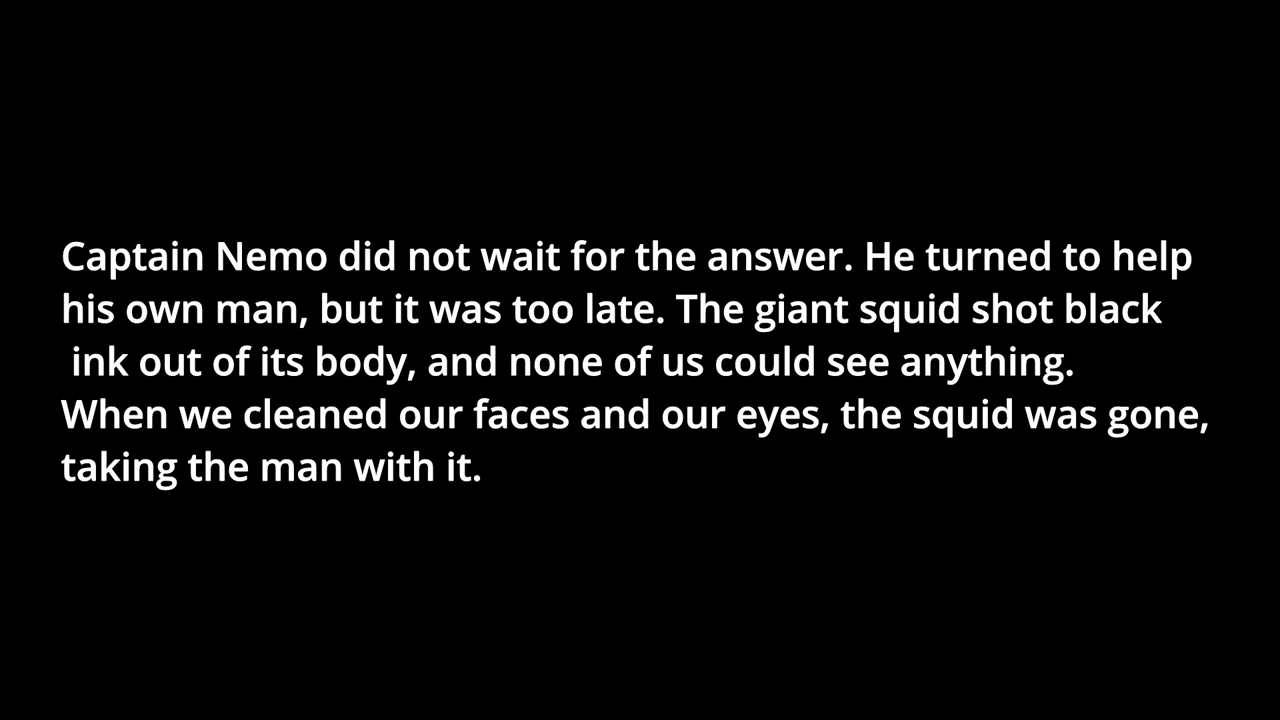 Captain Nemo did not wait for the answer. He turned to help
his own man, but it was too late. The giant squid shot black
ink out of its body, and none of us could see anything.
When we cleaned our faces and our eyes, the squid was gone,
taking the man with it.